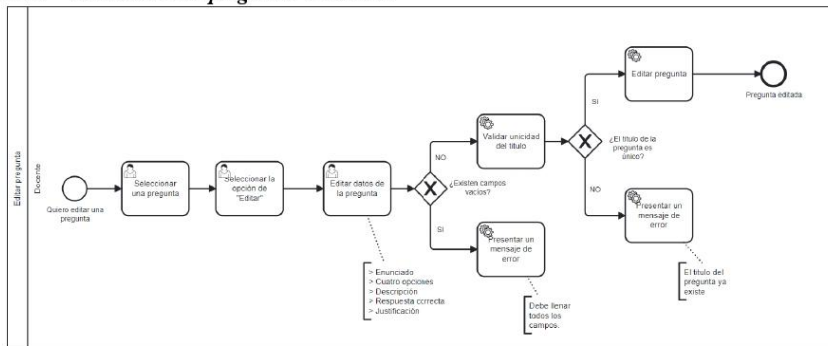 Editar pregunta
Docente
Quiero editar una
pregunta
Seleccionar
una pregunta
Seleccionar la
opción de
"Editar"
Editar datos de
la pregunta
> Enunciado
> Cuatro opciones
> Descripción
> Respuesta correcta
> Justificación
¿Existen campos
vacíos?
NO
SI
Validar unicidad
del título
Presentar un
mensaje de
error
Debe llenar
todos los
campos.
¿El título de la
pregunta es
único?
SI
NO
Editar pregunta
Pregunta editada
Presentar un
mensaje de
error
El titulo del
pregunta ya
existe